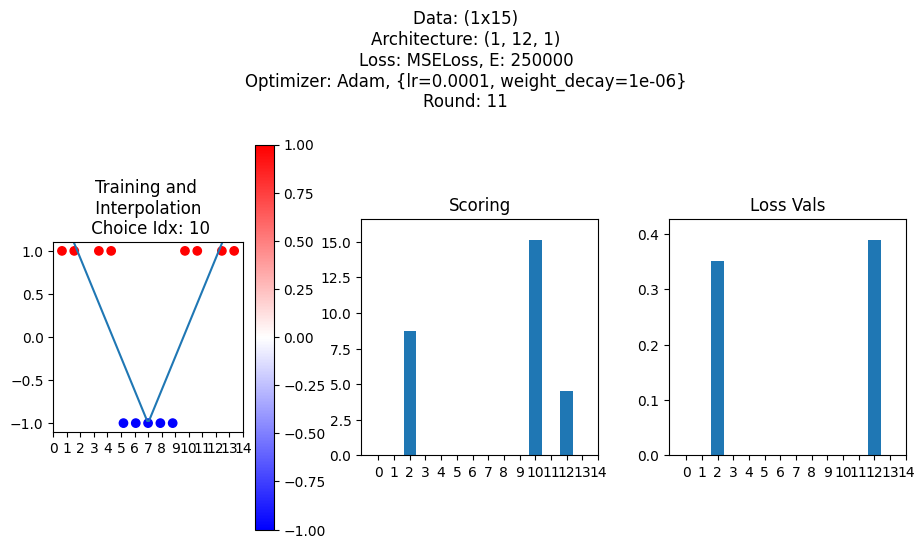 Data: (1x15)
Architecture: (1, 12, 1)
Loss: MSELoss, E: 250000
Optimizer: Adam, {lr=0.0001, weight_decay=1e-06}
Round: 11
Training and
Interpolation
Choice Idx: 10
1.0
0.5
0.0
−0.5
−1.0
0 1 2 3 4 5 6 7 8 9 10 11 12 13 14
1.00
0.75
0.50
0.25
0.00
−0.25
−0.50
−0.75
−1.00
Scoring
15.0
12.5
10.0
7.5
5.0
2.5
0.0
0 1 2 3 4 5 6 7 8 9 10 11 12 13 14
Loss Vals
0.4
0.3
0.2
0.1
0.0
0 1 2 3 4 5 6 7 8 9 10 11 12 13 14